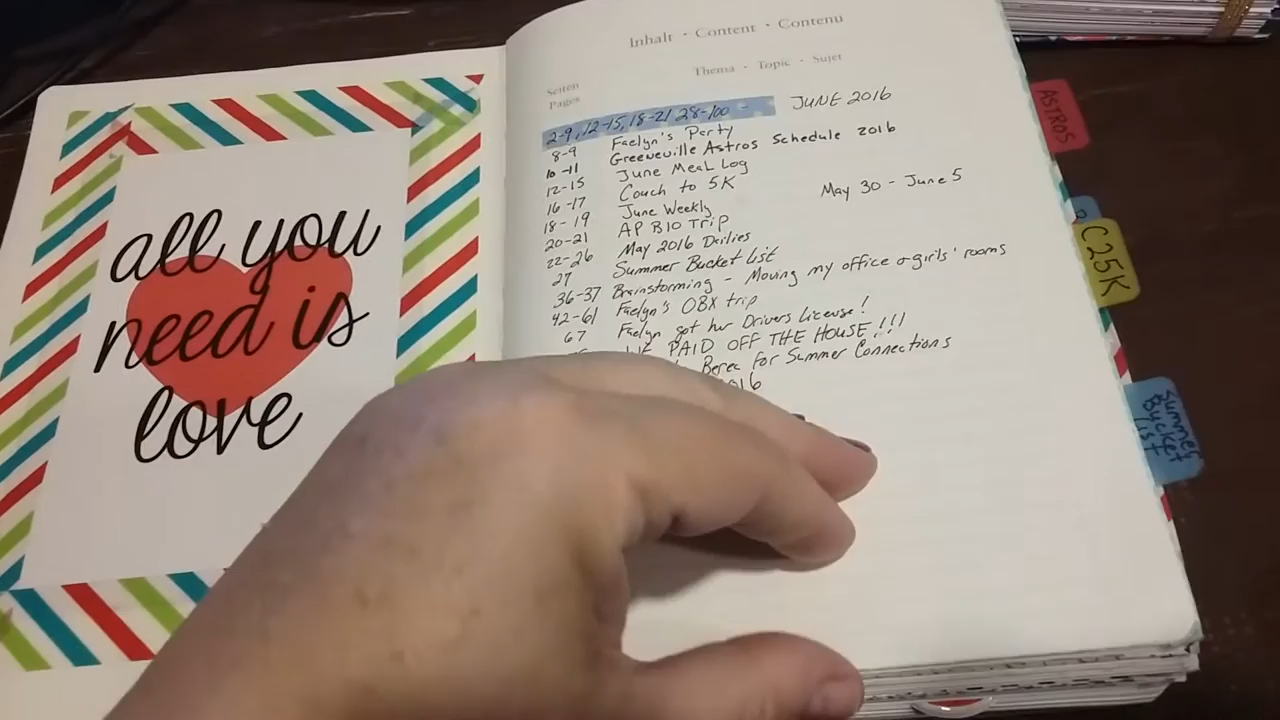 all you
need is
love
Inhalt · Content · Contenu
Seiten
Pages
Thema · Topic · Sujet
2-9, 12-15, 18-21 28-100 - JUNE 2016
8-9 Faelyn's Party
10-11 Greeneville Astros Schedule 2016
12-15 June Meal Log
16-17 Couch to 5K
18-19 June Weekly May 30 - June 5
20-21 AP BIO Trip
22-26 May 2016 Dailies
27 Summer Bucket List
36-37 Brainstorming - Moving my office & girls' rooms
42-61 Faelyn's OBX trip
67 Faelyn got her Drivers License!
PAID OFF THE HOUSE!!!
Berea for Summer Connections
ASTROS
C25K
Summer
Bucket
List